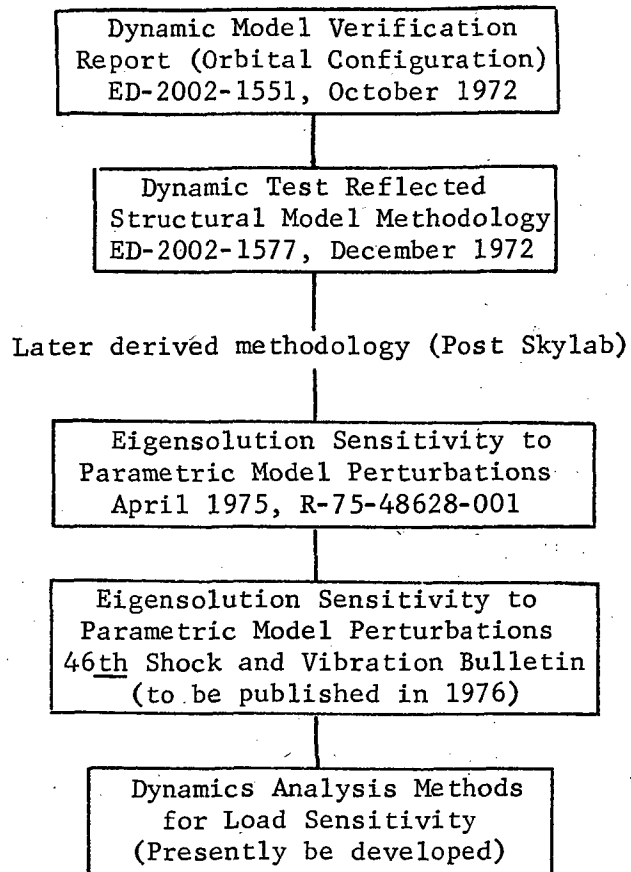 Dynamic Model Verification
Report (Orbital Configuration)
ED-2002-1551, October 1972
Dynamic Test Reflected
Structural Model Methodology
ED-2002-1577, December 1972
Later derived methodology (Post Skylab)
Eigensolution Sensitivity to
Parametric Model Perturbations
April 1975, R-75-48628-001
Eigensolution Sensitivity to
Parametric Model Perturbations
46th Shock and Vibration Bulletin
(to be published in 1976)
Dynamics Analysis Methods
for Load Sensitivity
(Presently be developed)